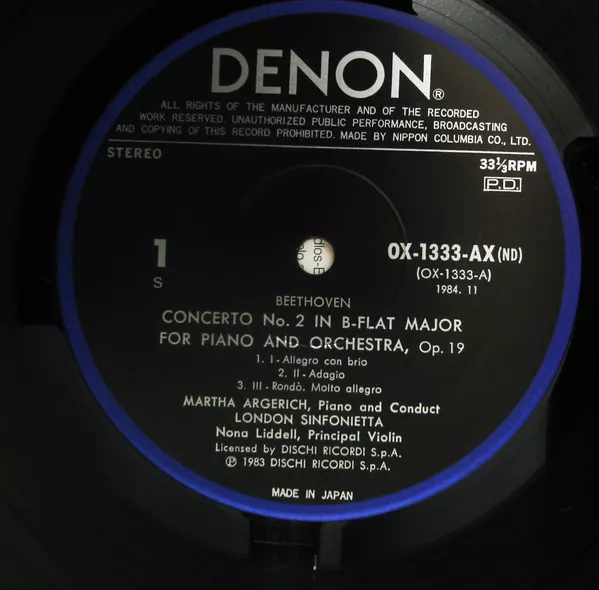 DENON®
ALL RIGHTS OF THE MANUFACTURER AND OF THE RECORDED
WORK RESERVED. UNAUTHORIZED PUBLIC PERFORMANCE, BROADCASTING
AND COPYING OF THIS RECORD PROHIBITED. MADE BY NIPPON COLUMBIA CO., LTD.
STEREO
33⅓RPM
P.D.
1
S
OX-1333-AX(ND)
(OX-1333-A)
1984. 11
BEETHOVEN
CONCERTO No. 2 IN B-FLAT MAJOR
FOR PIANO AND ORCHESTRA, Op. 19
1. I-Allegro con brio
2. II-Adagio
3. III-Rondò. Molto allegro
MARTHA ARGERICH, Piano and Conduct
LONDON SINFONIETTA
Nona Liddell, Principal Violin
Licensed by DISCHI RICORDI S.p.A.
℗ 1983 DISCHI RICORDI S.p.A.
MADE IN JAPAN